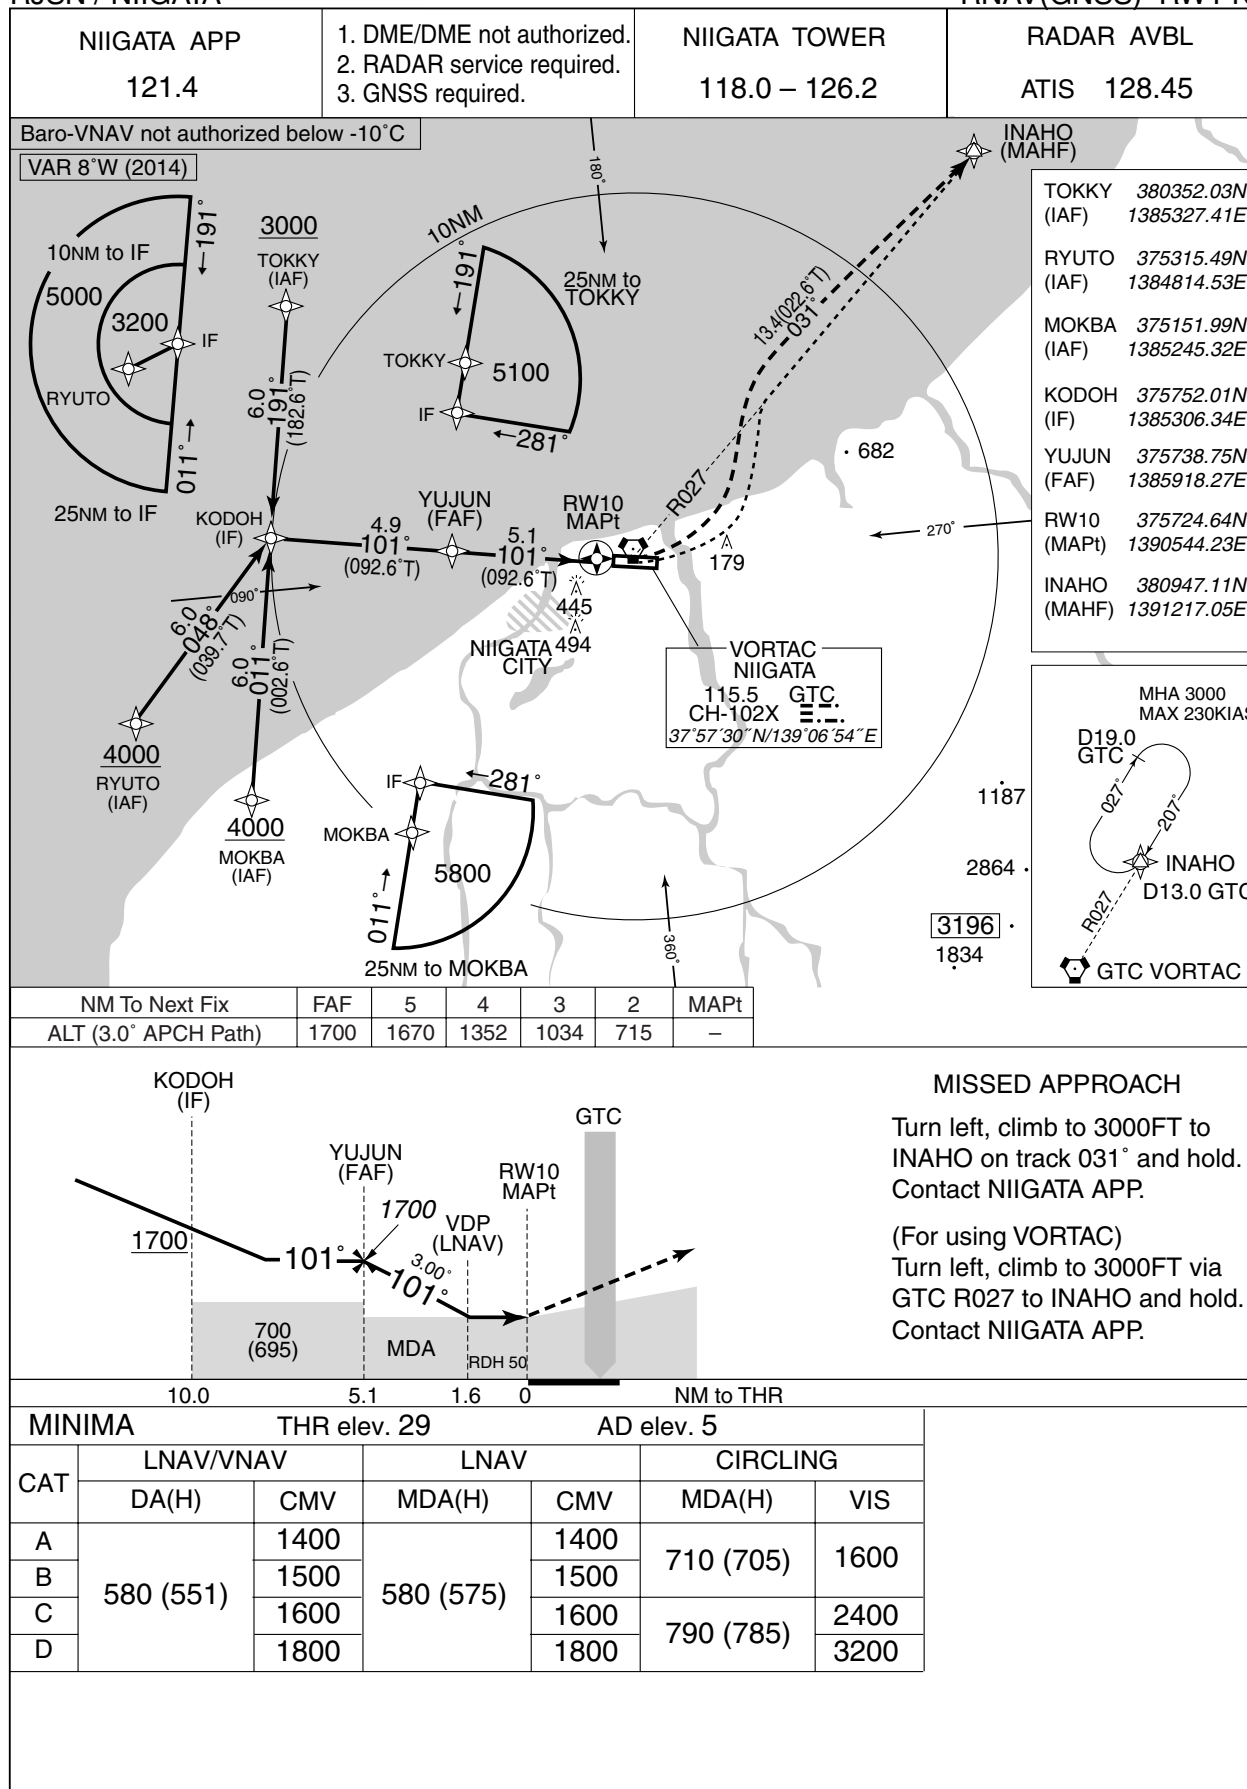 RJSN / NIIGATA
RNAV(GNSS) RWY 10
NIIGATA APP
121.4
1. DME/DME not authorized.
2. RADAR service required.
3. GNSS required.
NIIGATA TOWER
118.0 – 126.2
RADAR AVBL
ATIS 128.45
Baro-VNAV not authorized below -10˚C
VAR 8˚W (2014)
INAHO
(MAHF)
TOKKY 380352.03N
(IAF) 1385327.41E
RYUTO 375315.49N
(IAF) 1384814.53E
MOKBA 375151.99N
(IAF) 1385245.32E
KODOH 375752.01N
(IF) 1385306.34E
YUJUN 375738.75N
(FAF) 1385918.27E
RW10 375724.64N
(MAPt) 1390544.23E
INAHO 380947.11N
(MAHF) 1391217.05E
191˚
10NM to IF
5000
3200
IF
RYUTO
011˚
25NM to IF
3000
TOKKY
(IAF)
6.0
191˚
(182.6˚T)
10NM
180˚
191˚
25NM to
TOKKY
TOKKY
5100
IF
281˚
13.4(022.6˚T)
031˚
682
R027
270˚
KODOH
(IF)
4.9
101˚
(092.6˚T)
YUJUN
(FAF)
5.1
101˚
(092.6˚T)
RW10
MAPt
179
445
494
NIIGATA
CITY
090˚
6.0
048˚
(039.7˚T)
6.0
011˚
(002.6˚T)
VORTAC
NIIGATA
115.5 GTC
CH-102X
37˚57´30˝N/139˚06´54˝E
4000
RYUTO
(IAF)
4000
MOKBA
(IAF)
IF
281˚
MOKBA
5800
011˚
25NM to MOKBA
360˚
1187
2864
3196
1834
MHA 3000
MAX 230KIAS
D19.0
GTC
027˚
207˚
INAHO
D13.0 GTC
R027
GTC VORTAC
NM To Next Fix FAF 5 4 3 2 MAPt
ALT (3.0˚ APCH Path) 1700 1670 1352 1034 715 –
KODOH
(IF)
YUJUN
(FAF)
RW10
MAPt
GTC
1700
1700
VDP
(LNAV)
101˚
3.00˚
101˚
700
(695)
MDA
RDH 50
10.0 5.1 1.6 0 NM to THR
MISSED APPROACH
Turn left, climb to 3000FT to
INAHO on track 031˚ and hold.
Contact NIIGATA APP.
(For using VORTAC)
Turn left, climb to 3000FT via
GTC R027 to INAHO and hold.
Contact NIIGATA APP.
MINIMA THR elev. 29 AD elev. 5
CAT LNAV/VNAV LNAV CIRCLING
DA(H) CMV MDA(H) CMV MDA(H) VIS
A 580 (551) 1400 580 (575) 1400 710 (705) 1600
B 1500 1500
C 1600 1600 790 (785) 2400
D 1800 1800 3200